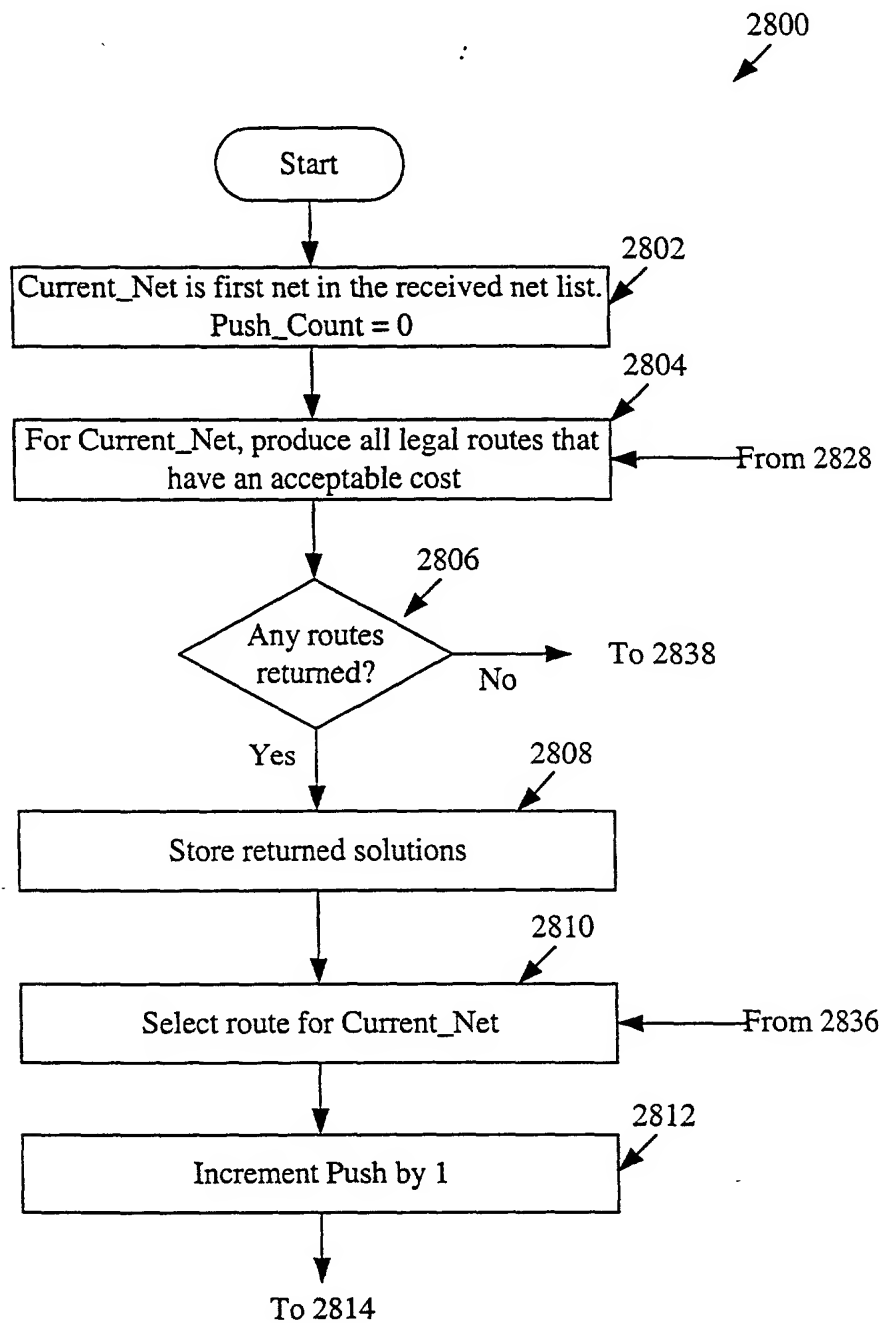 2800
Start
2802
Current_Net is first net in the received net list.
Push_Count = 0
2804
For Current_Net, produce all legal routes that
have an acceptable cost
From 2828
2806
Any routes
returned?
No
To 2838
Yes
2808
Store returned solutions
2810
Select route for Current_Net
From 2836
2812
Increment Push by 1
To 2814